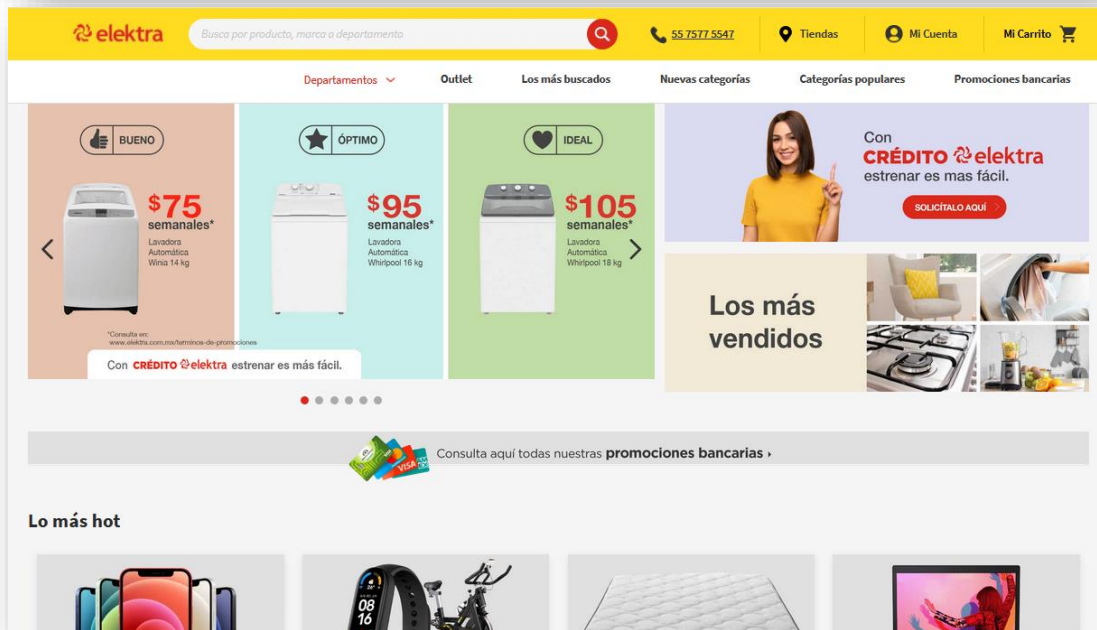 elektra
Busca por producto, marca o departamento
55 7577 5547
Tiendas
Mi Cuenta
Mi Carrito
Departamentos
Outlet
Los más buscados
Nuevas categorías
Categorías populares
Promociones bancarias
BUENO
$75
semanales*
Lavadora
Automática
Winia 14 kg
*Consulta en:
www.elektra.com.mx/terminos-de-promociones
Con CRÉDITO elektra estrenar es más fácil.
ÓPTIMO
$95
semanales*
Lavadora
Automática
Whirlpool 16 kg
IDEAL
$105
semanales*
Lavadora
Automática
Whirlpool 18 kg
Con
CRÉDITO elektra
estrenar es mas fácil.
SOLICÍTALO AQUÍ
Los más
vendidos
VISA
Consulta aquí todas nuestras promociones bancarias ›
Lo más hot
08
16